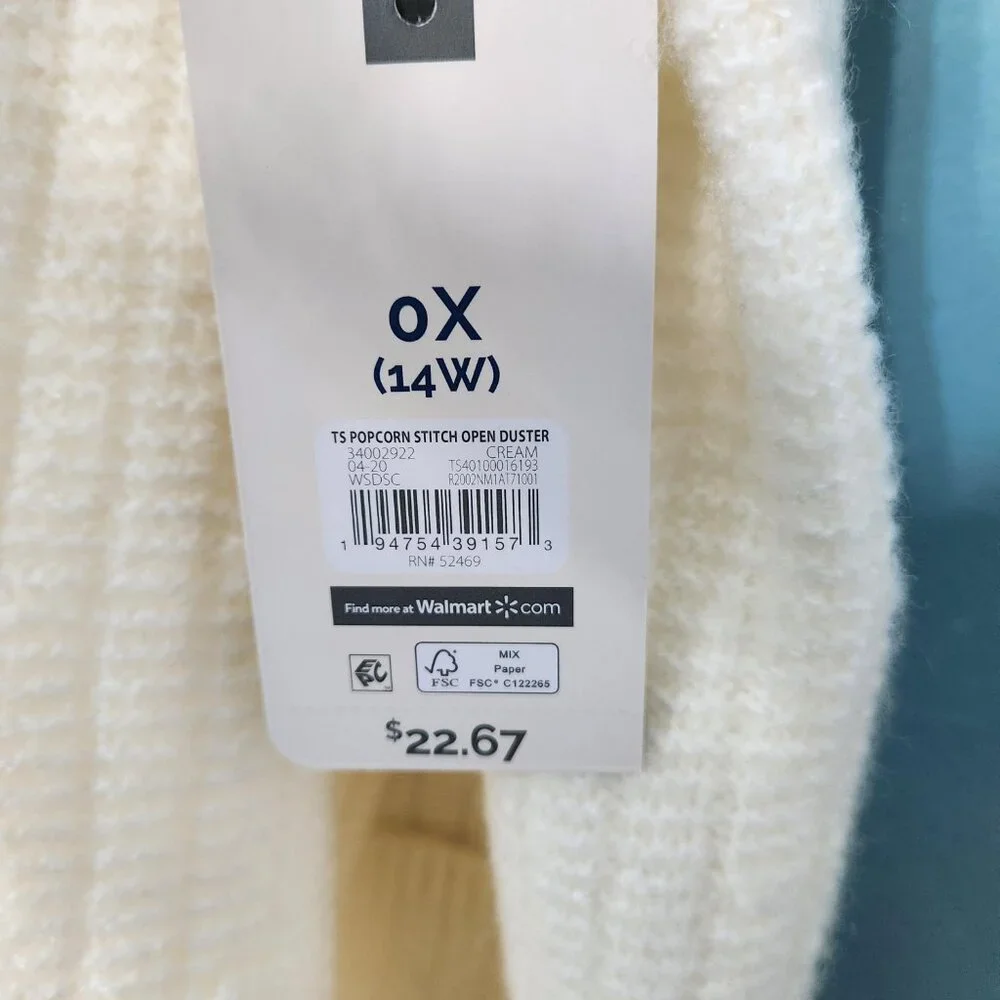 0X
(14W)
TS POPCORN STITCH OPEN DUSTER
34002922 CREAM
04-20 TS40100016193
WSDSC R2002NM1AT71001
1 94754 39157 3
RN# 52469
Find more at Walmart com
EPC
MIX
Paper
FSC FSC® C122265
$22.67